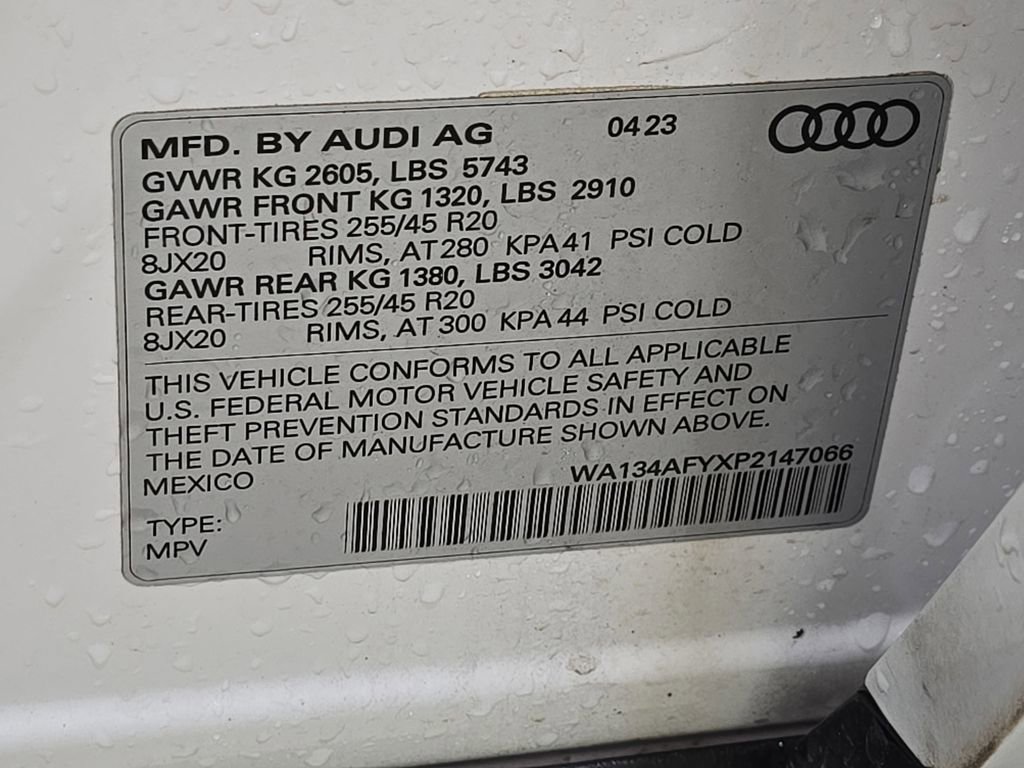 MFD. BY AUDI AG 04 23
GVWR KG 2605, LBS 5743
GAWR FRONT KG 1320, LBS 2910
FRONT-TIRES 255/45 R20
8JX20 RIMS, AT 280 KPA 41 PSI COLD
GAWR REAR KG 1380, LBS 3042
REAR-TIRES 255/45 R20
8JX20 RIMS, AT 300 KPA 44 PSI COLD
THIS VEHICLE CONFORMS TO ALL APPLICABLE
U.S. FEDERAL MOTOR VEHICLE SAFETY AND
THEFT PREVENTION STANDARDS IN EFFECT ON
THE DATE OF MANUFACTURE SHOWN ABOVE.
MEXICO WA134AFYXP2147066
TYPE:
MPV